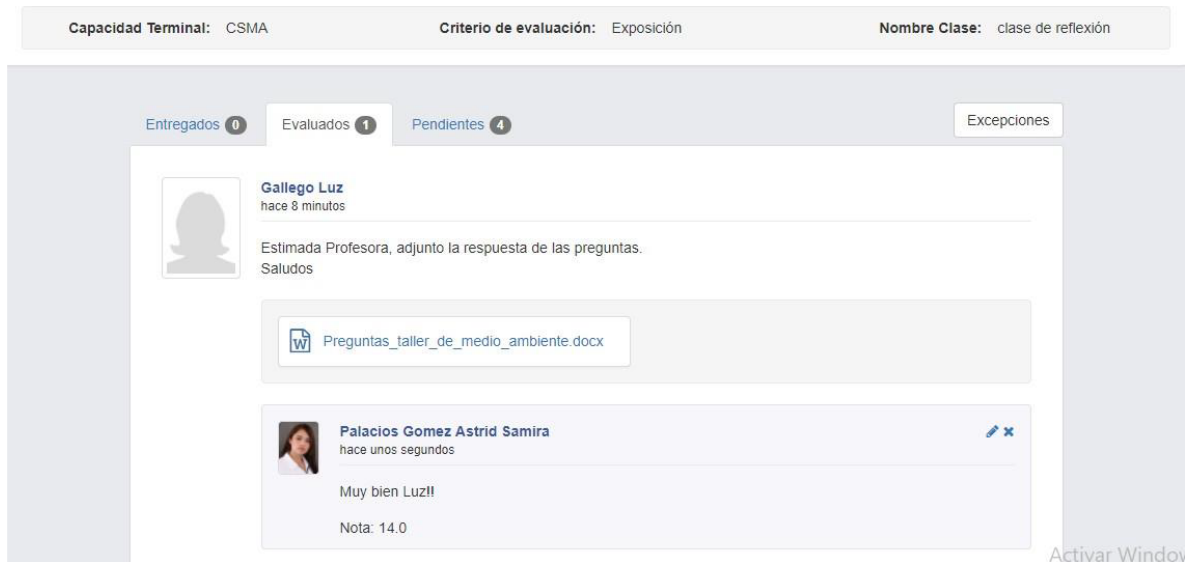 Capacidad Terminal: CSMA Criterio de evaluación: Exposición Nombre Clase: clase de reflexión
Entregados 0 Evaluados 1 Pendientes 4 Excepciones
Gallego Luz
hace 8 minutos
Estimada Profesora, adjunto la respuesta de las preguntas.
Saludos
Preguntas_taller_de_medio_ambiente.docx
Palacios Gomez Astrid Samira
hace unos segundos
Muy bien Luz!!
Nota: 14.0
Activar Window